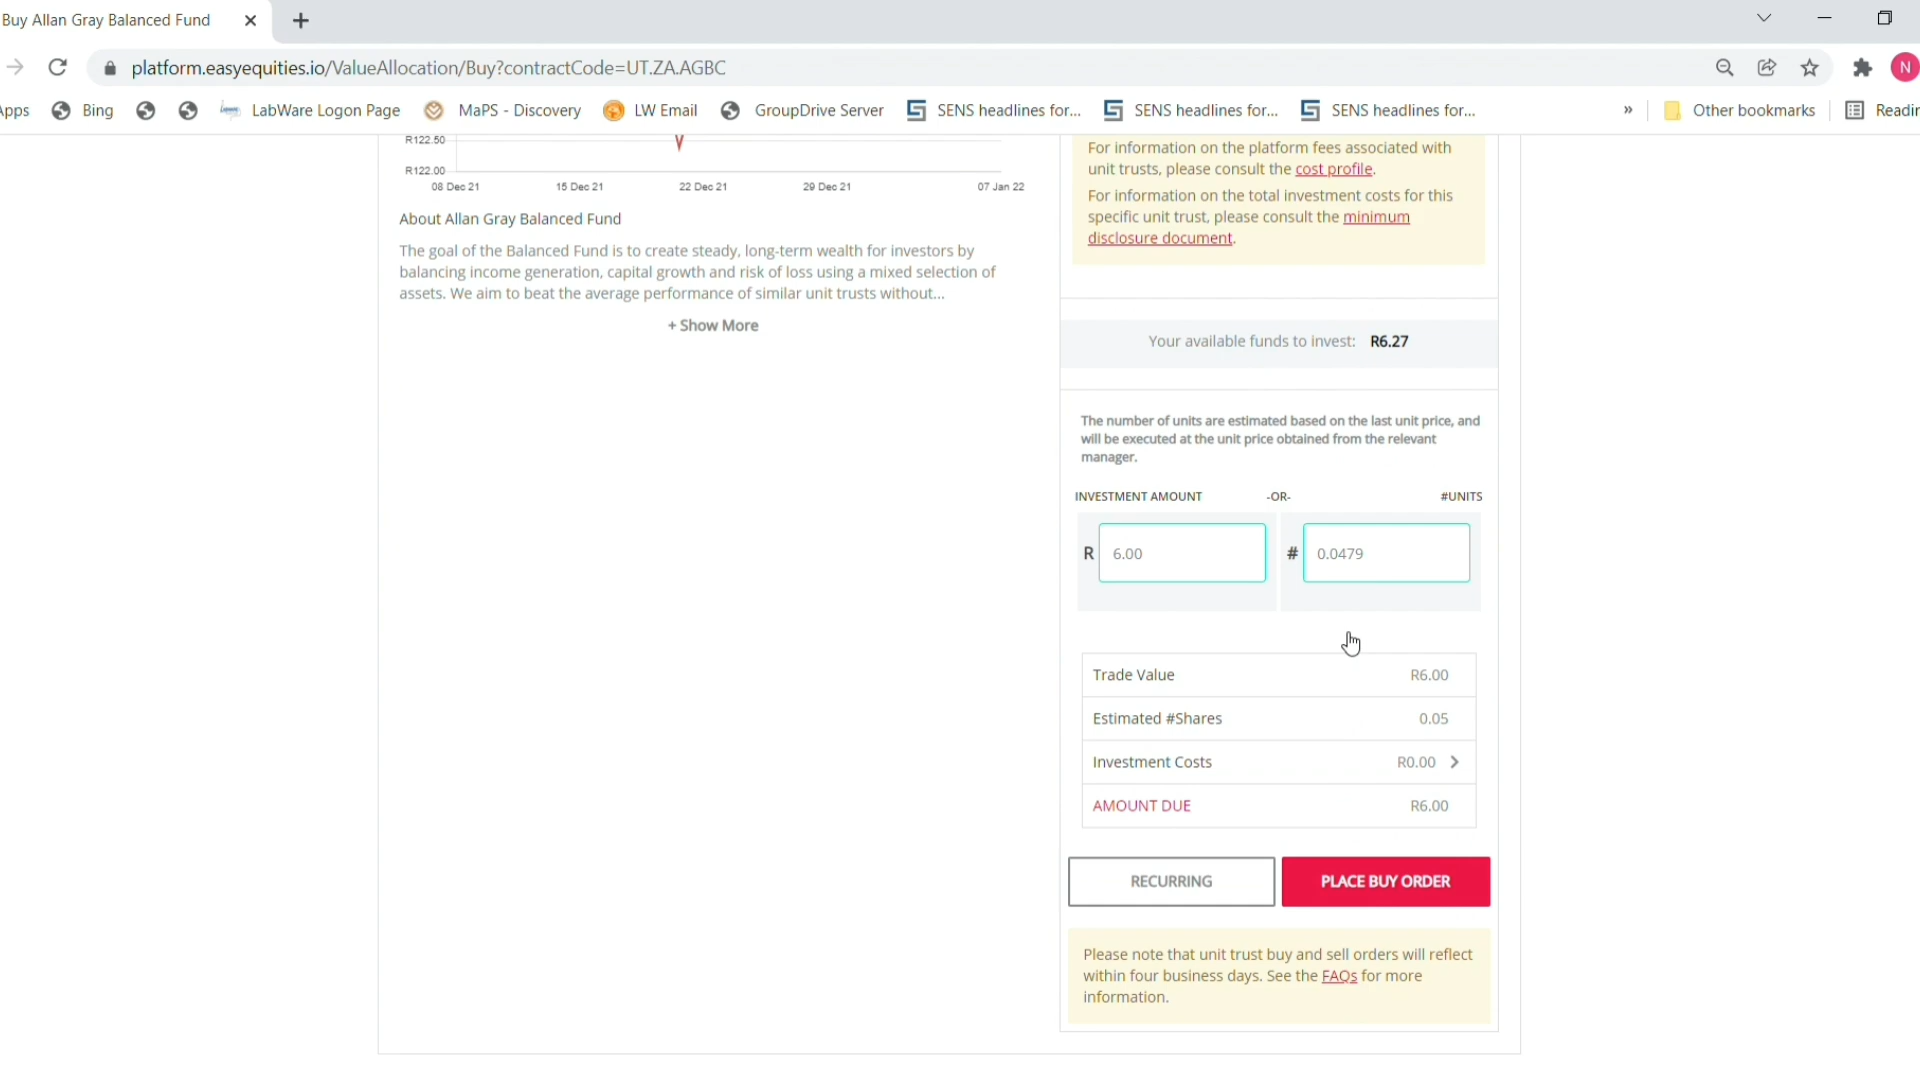 Buy Allan Gray Balanced Fund
platform.easyequities.io/ValueAllocation/Buy?contractCode=UT.ZA.AGBC
N
Bing
LabWare Logon Page
MaPS - Discovery
LW Email
GroupDrive Server
SENS headlines for...
SENS headlines for...
SENS headlines for...
»
Other bookmarks
R122.50
R122.00
08 Dec 21
15 Dec 21
22 Dec 21
29 Dec 21
07 Jan 22
About Allan Gray Balanced Fund
The goal of the Balanced Fund is to create steady, long-term wealth for investors by
balancing income generation, capital growth and risk of loss using a mixed selection of
assets. We aim to beat the average performance of similar unit trusts without...
+ Show More
For information on the platform fees associated with
unit trusts, please consult the cost profile.
For information on the total investment costs for this
specific unit trust, please consult the minimum
disclosure document.
Your available funds to invest: R6.27
The number of units are estimated based on the last unit price, and
will be executed at the unit price obtained from the relevant
manager.
INVESTMENT AMOUNT -OR- #UNITS
R 6.00 # 0.0479
Trade Value R6.00
Estimated #Shares 0.05
Investment Costs R0.00
AMOUNT DUE R6.00
RECURRING
PLACE BUY ORDER
Please note that unit trust buy and sell orders will reflect
within four business days. See the FAQs for more
information.